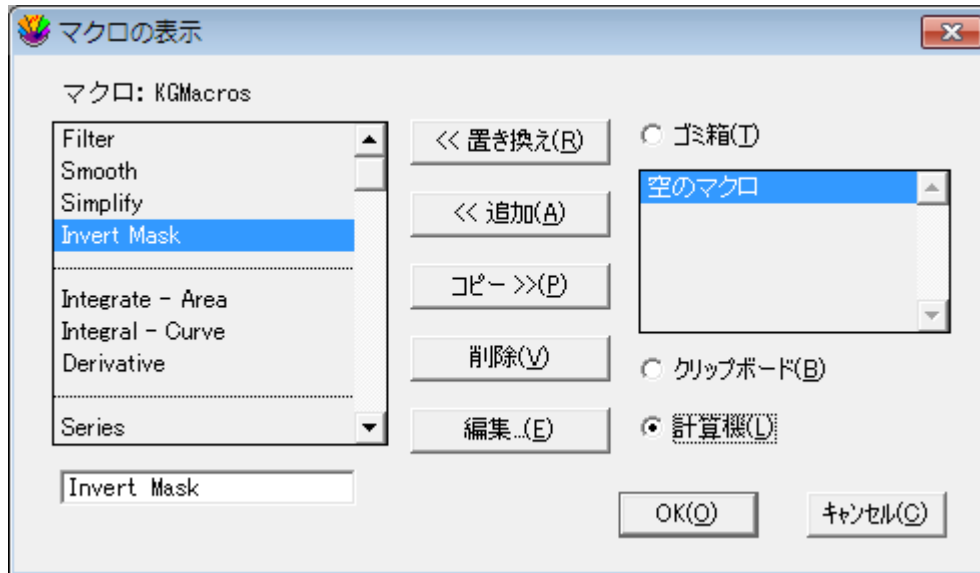 マクロの表示
マクロ: KGMacros
Filter
Smooth
Simplify
Invert Mask
Integrate - Area
Integral - Curve
Derivative
Series
Invert Mask
<< 置き換え(R)
<< 追加(A)
コピー >>(P)
削除(V)
編集...(E)
ゴミ箱(T)
空のマクロ
クリップボード(B)
計算機(L)
OK(O)
キャンセル(C)